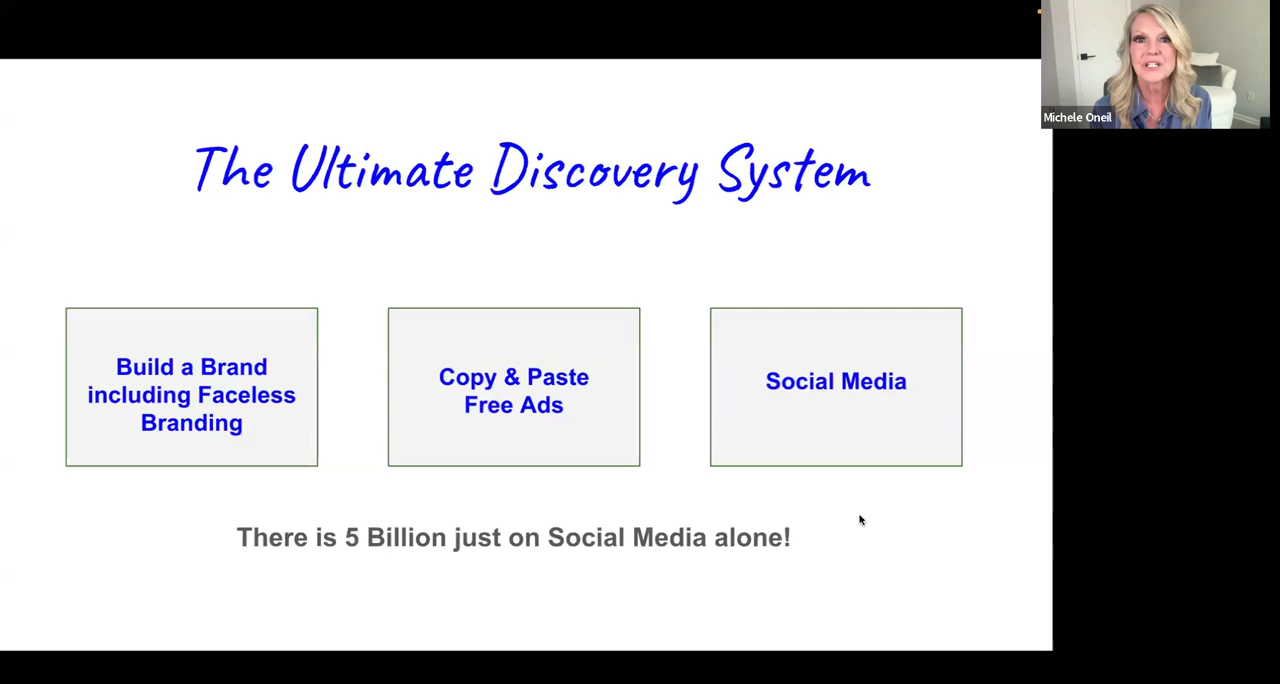 Michele Oneil
The Ultimate Discovery System
Build a Brand
including Faceless
Branding
Copy & Paste
Free Ads
Social Media
There is 5 Billion just on Social Media alone!